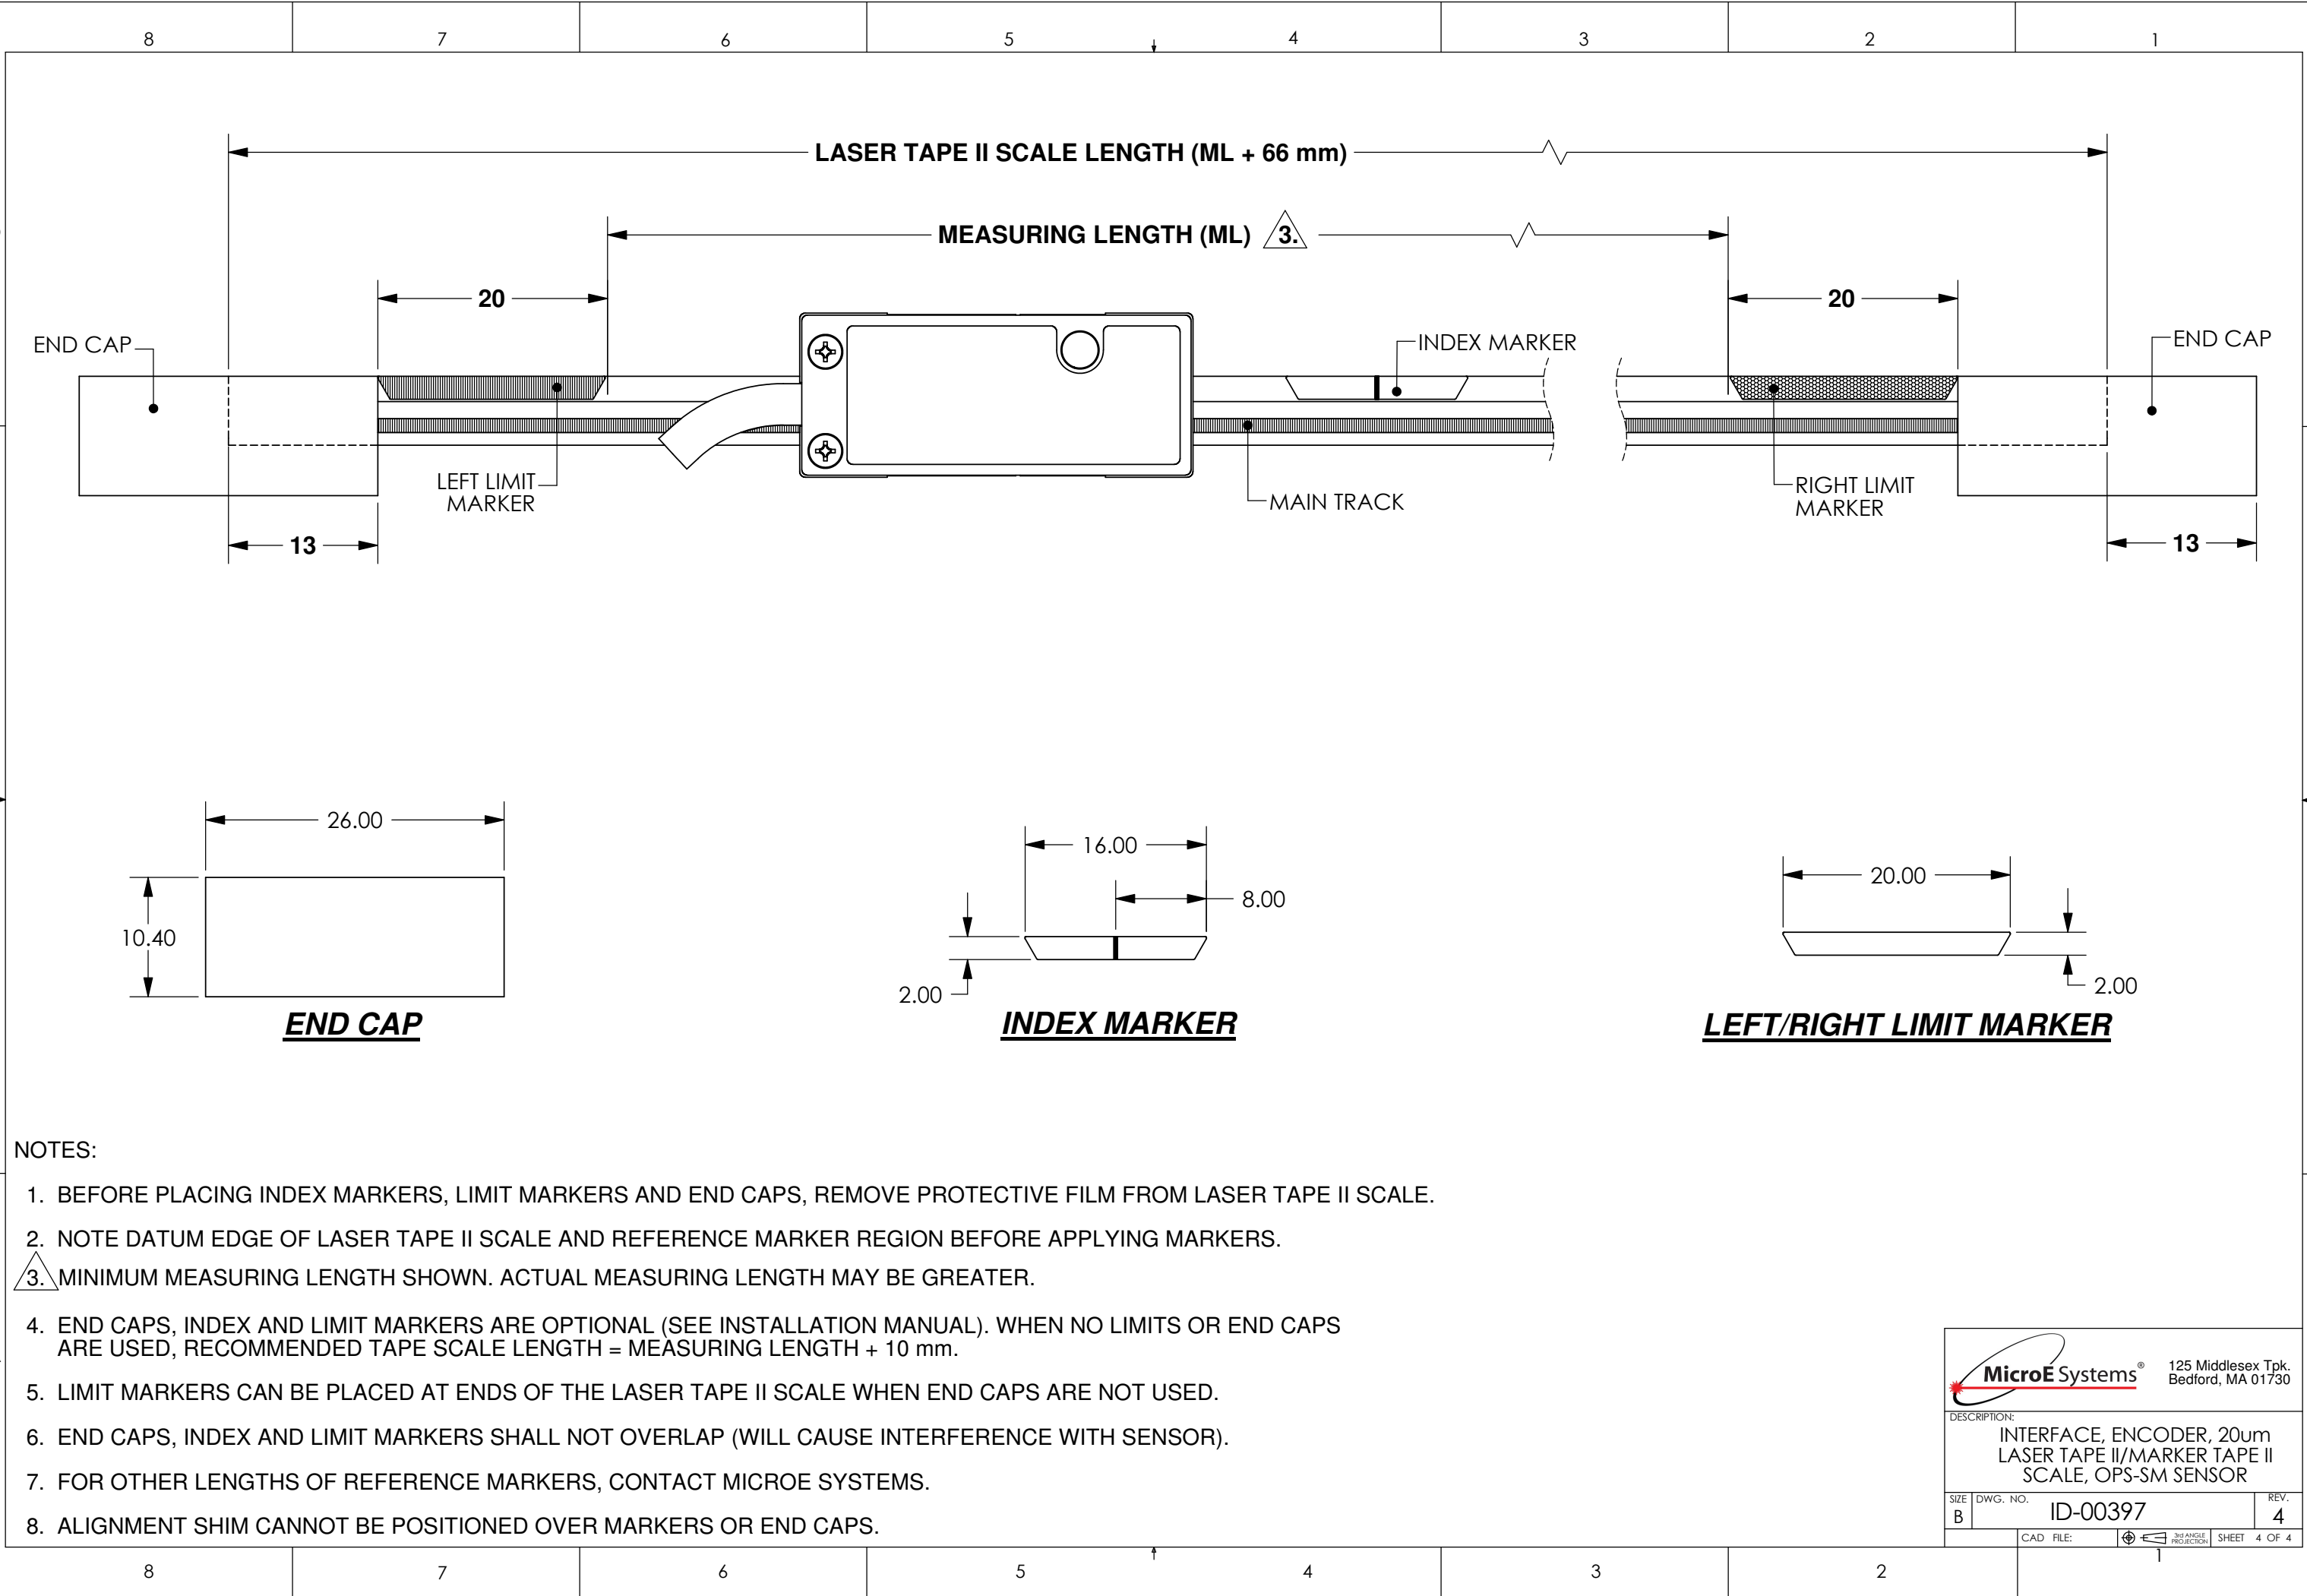 8 7 6 5 4 3 2 1
LASER TAPE II SCALE LENGTH (ML + 66 mm)
MEASURING LENGTH (ML) 3.
20 20
END CAP
INDEX MARKER
END CAP
LEFT LIMIT
MARKER
MAIN TRACK
RIGHT LIMIT
MARKER
13 13
26.00
10.40
END CAP
16.00
8.00
2.00
INDEX MARKER
20.00
2.00
LEFT/RIGHT LIMIT MARKER
NOTES:
1. BEFORE PLACING INDEX MARKERS, LIMIT MARKERS AND END CAPS, REMOVE PROTECTIVE FILM FROM LASER TAPE II SCALE.
2. NOTE DATUM EDGE OF LASER TAPE II SCALE AND REFERENCE MARKER REGION BEFORE APPLYING MARKERS.
3. MINIMUM MEASURING LENGTH SHOWN. ACTUAL MEASURING LENGTH MAY BE GREATER.
4. END CAPS, INDEX AND LIMIT MARKERS ARE OPTIONAL (SEE INSTALLATION MANUAL). WHEN NO LIMITS OR END CAPS
ARE USED, RECOMMENDED TAPE SCALE LENGTH = MEASURING LENGTH + 10 mm.
5. LIMIT MARKERS CAN BE PLACED AT ENDS OF THE LASER TAPE II SCALE WHEN END CAPS ARE NOT USED.
6. END CAPS, INDEX AND LIMIT MARKERS SHALL NOT OVERLAP (WILL CAUSE INTERFERENCE WITH SENSOR).
7. FOR OTHER LENGTHS OF REFERENCE MARKERS, CONTACT MICROE SYSTEMS.
8. ALIGNMENT SHIM CANNOT BE POSITIONED OVER MARKERS OR END CAPS.
MicroE Systems®
125 Middlesex Tpk.
Bedford, MA 01730
DESCRIPTION:
INTERFACE, ENCODER, 20um
LASER TAPE II/MARKER TAPE II
SCALE, OPS-SM SENSOR
SIZE
B
DWG. NO.
ID-00397
REV.
4
CAD FILE:
3rd ANGLE
PROJECTION
SHEET 4 OF 4
8 7 6 5 4 3 2 1